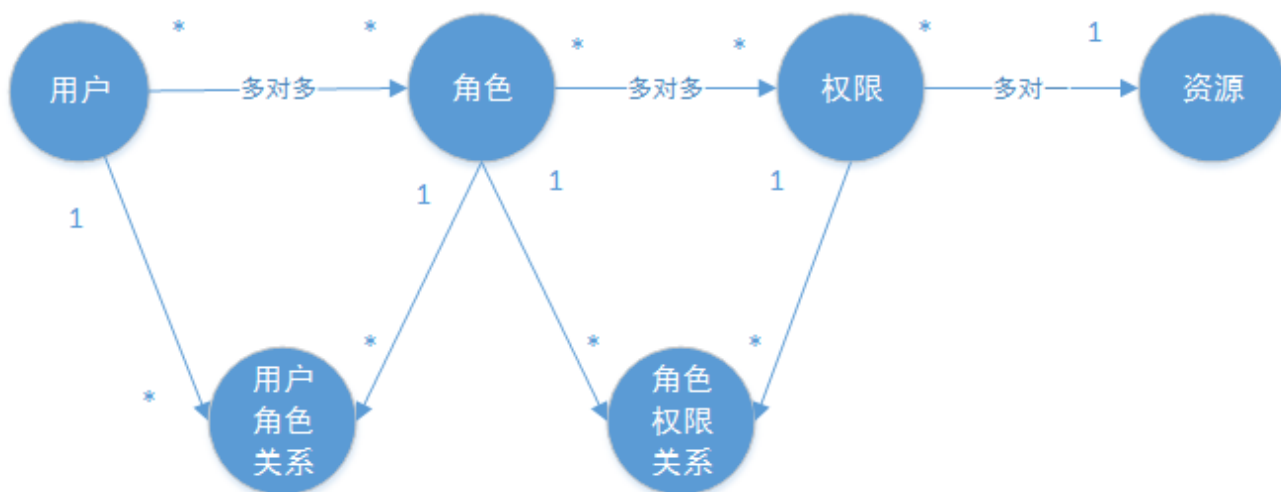 * * * * * 1
用户 多对多 角色 多对多 权限 多对一 资源
1 1 1 1
* * * *
用户
角色
关系
角色
权限
关系